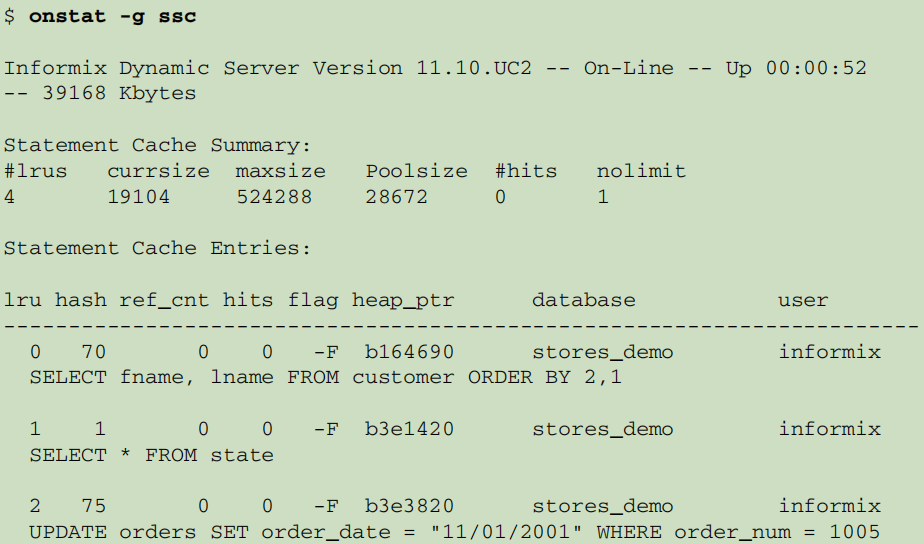 $ onstat -g ssc
Informix Dynamic Server Version 11.10.UC2 -- On-Line -- Up 00:00:52
-- 39168 Kbytes
Statement Cache Summary:
#lrus currsize maxsize Poolsize #hits nolimit
4 19104 524288 28672 0 1
Statement Cache Entries:
lru hash ref_cnt hits flag heap_ptr database user
-----------------------------------------------------------------------
0 70 0 0 -F b164690 stores_demo informix
SELECT fname, lname FROM customer ORDER BY 2,1
1 1 0 0 -F b3e1420 stores_demo informix
SELECT * FROM state
2 75 0 0 -F b3e3820 stores_demo informix
UPDATE orders SET order_date = "11/01/2001" WHERE order_num = 1005